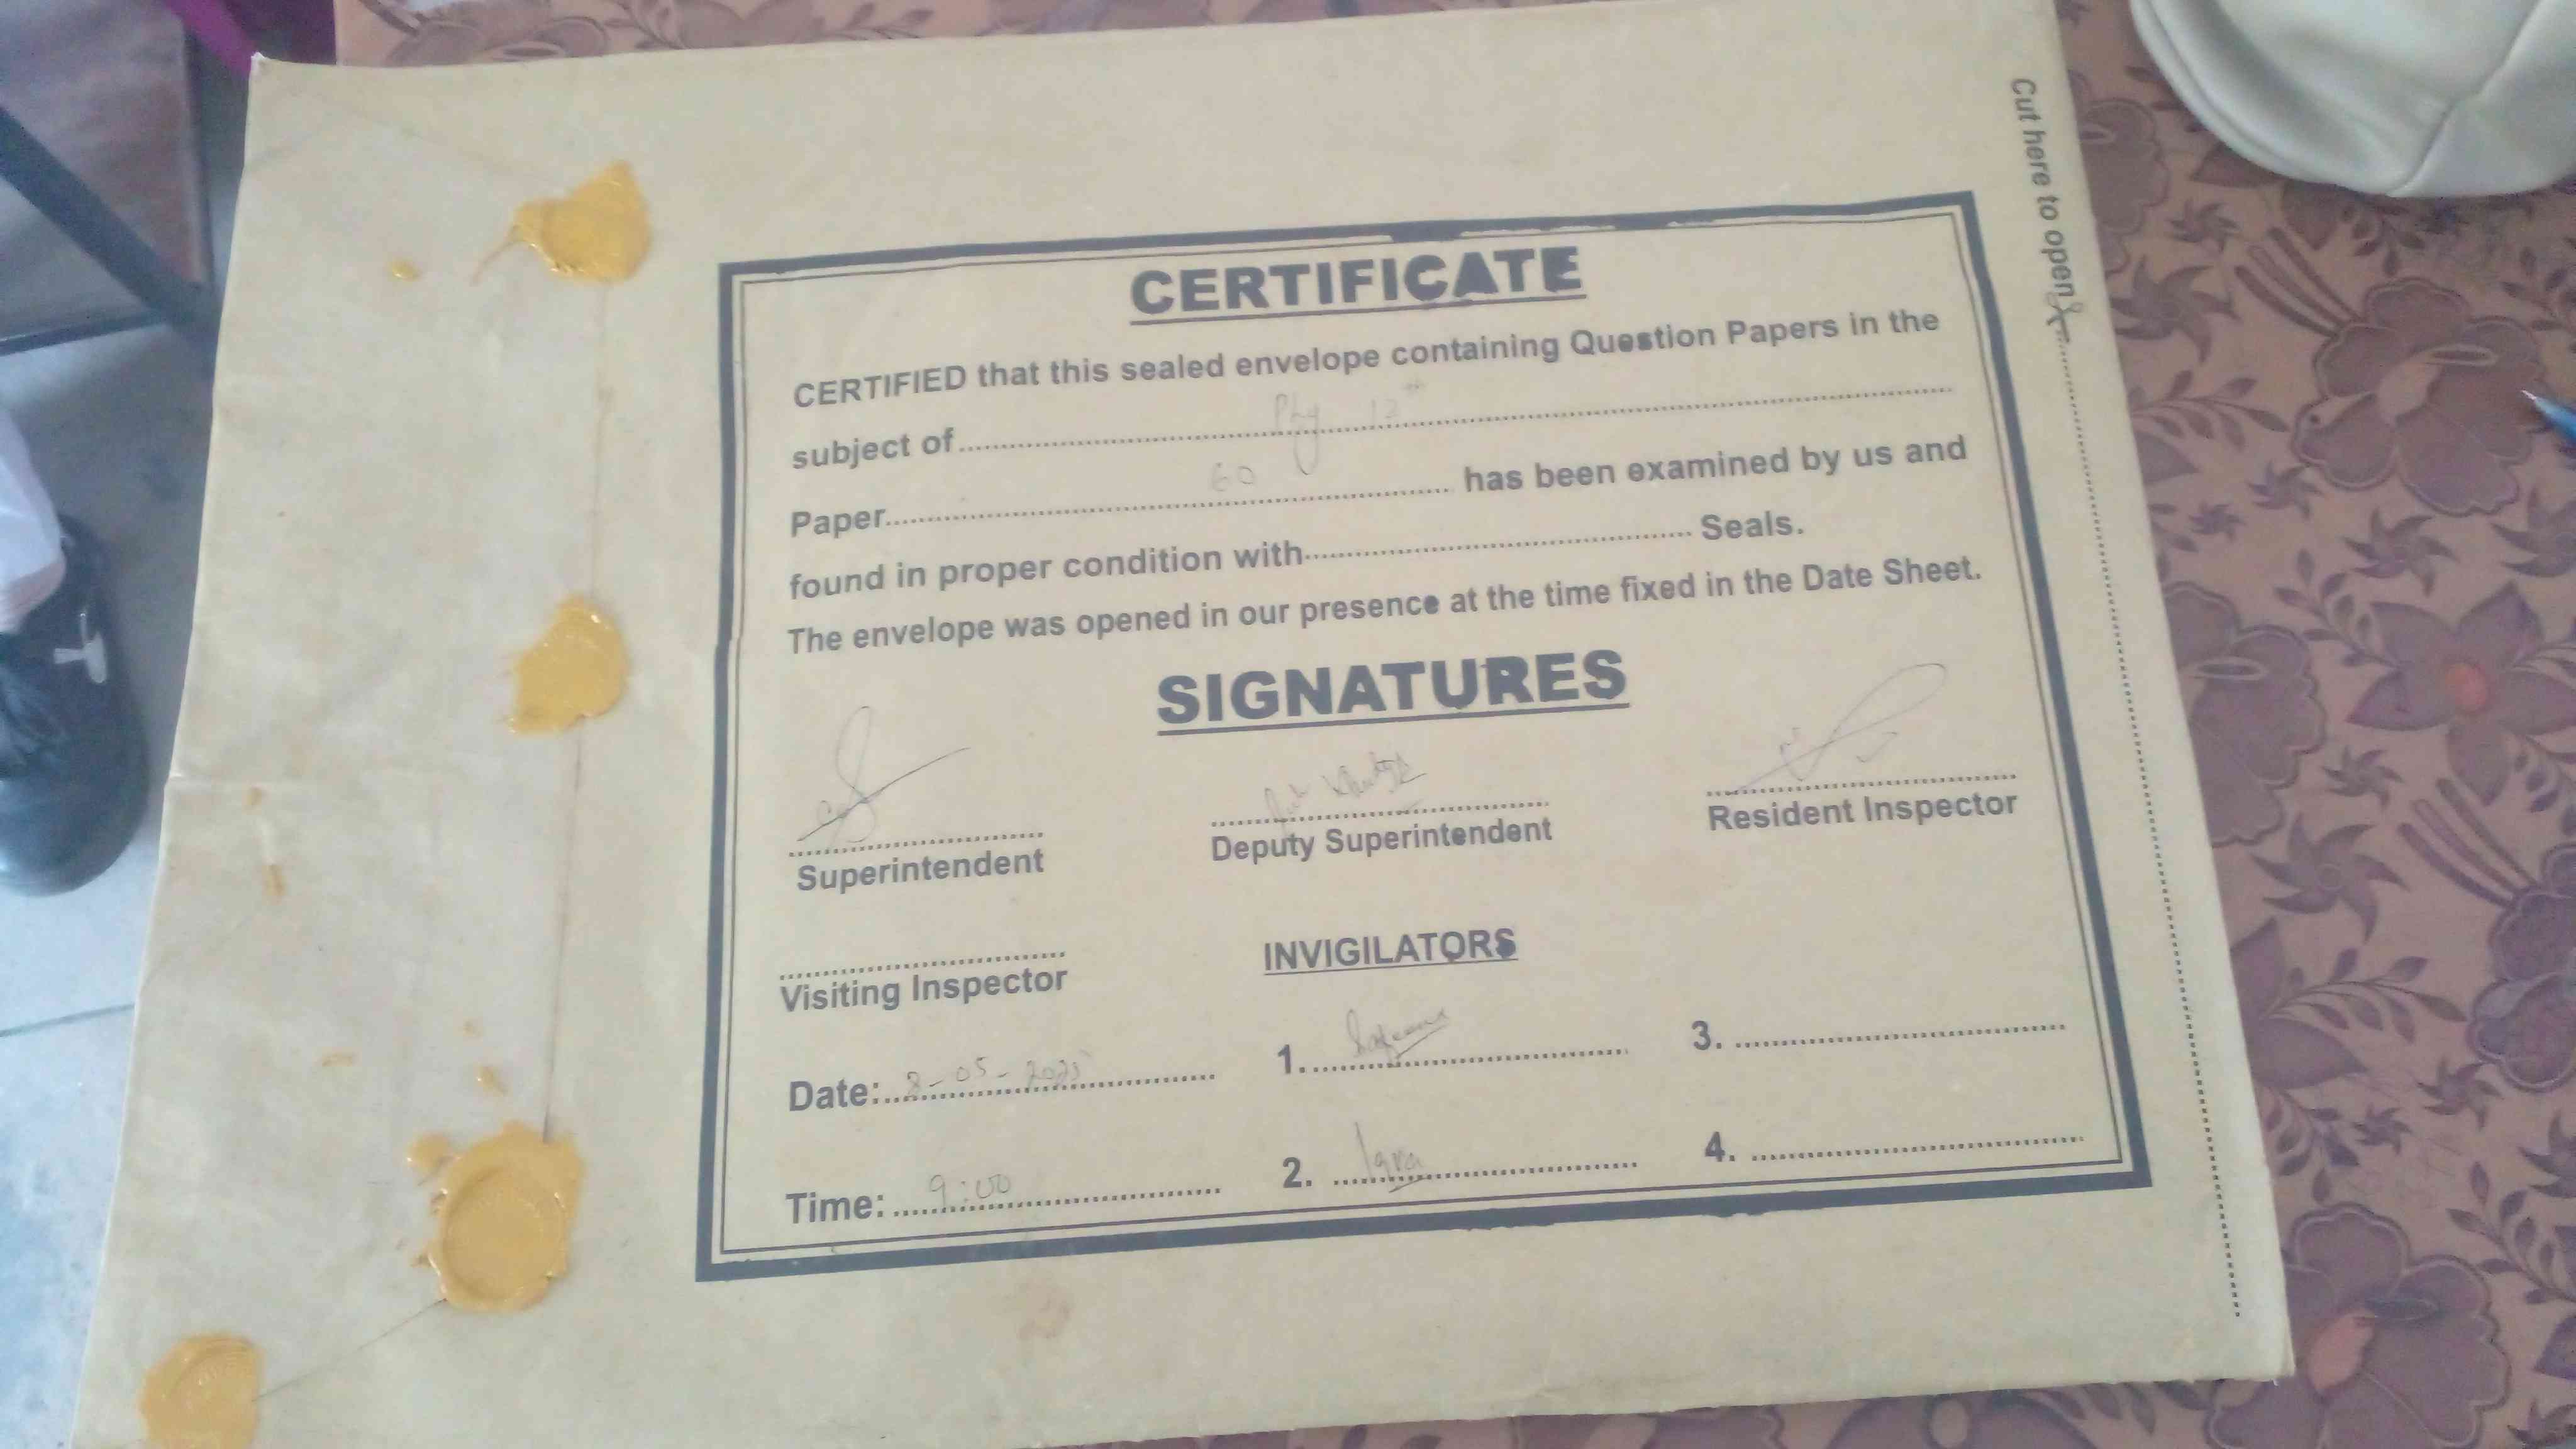 Cut here to open
CERTIFICATE
CERTIFIED that this sealed envelope containing Question Papers in the
subject of Phy 12th
Paper 60 has been examined by us and
found in proper condition with Seals.
The envelope was opened in our presence at the time fixed in the Date Sheet.
SIGNATURES
Superintendent Deputy Superintendent Resident Inspector
Visiting Inspector
INVIGILATORS
Date: 8-05-2025 1. 3.
Time: 9:00 2. Iqra 4.